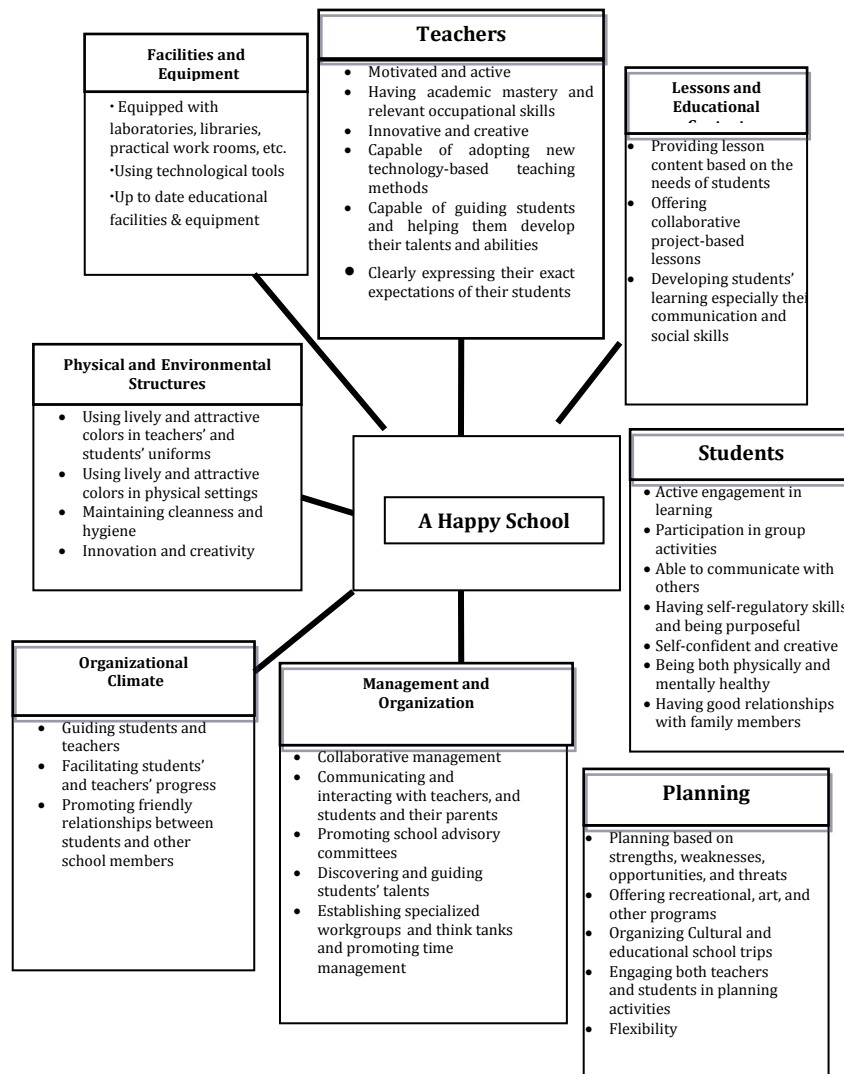 Facilities and
Equipment
• Equipped with
laboratories, libraries,
practical work rooms, etc.
•Using technological tools
•Up to date educational
facilities & equipment
Teachers
• Motivated and active
• Having academic mastery and
relevant occupational skills
• Innovative and creative
• Capable of adopting new
technology-based teaching
methods
• Capable of guiding students
and helping them develop
their talents and abilities
• Clearly expressing their exact
expectations of their students
Lessons and
Educational
• Providing lesson
content based on the
needs of students
• Offering
collaborative
project-based
lessons
• Developing students’
learning especially
communication and
social skills
Physical and Environmental
Structures
• Using lively and attractive
colors in teachers’ and
students’ uniforms
• Using lively and attractive
colors in physical settings
• Maintaining cleanness and
hygiene
• Innovation and creativity
A Happy School
Students
• Active engagement in
learning
• Participation in group
activities
• Able to communicate with
others
• Having self-regulatory skills
and being purposeful
• Self-confident and creative
• Being both physically and
mentally healthy
• Having good relationships
with family members
Organizational
Climate
• Guiding students and
teachers
• Facilitating students’
and teachers’ progress
• Promoting friendly
relationships between
students and other
school members
Management and
Organization
• Collaborative management
• Communicating and
interacting with teachers, and
students and their parents
• Promoting school advisory
committees
• Discovering and guiding
students’ talents
• Establishing specialized
workgroups and think tanks
and promoting time
management
Planning
• Planning based on
strengths, weaknesses,
opportunities, and threats
• Offering recreational, art, and
other programs
• Organizing Cultural and
educational school trips
• Engaging both teachers
and students in planning
activities
• Flexibility